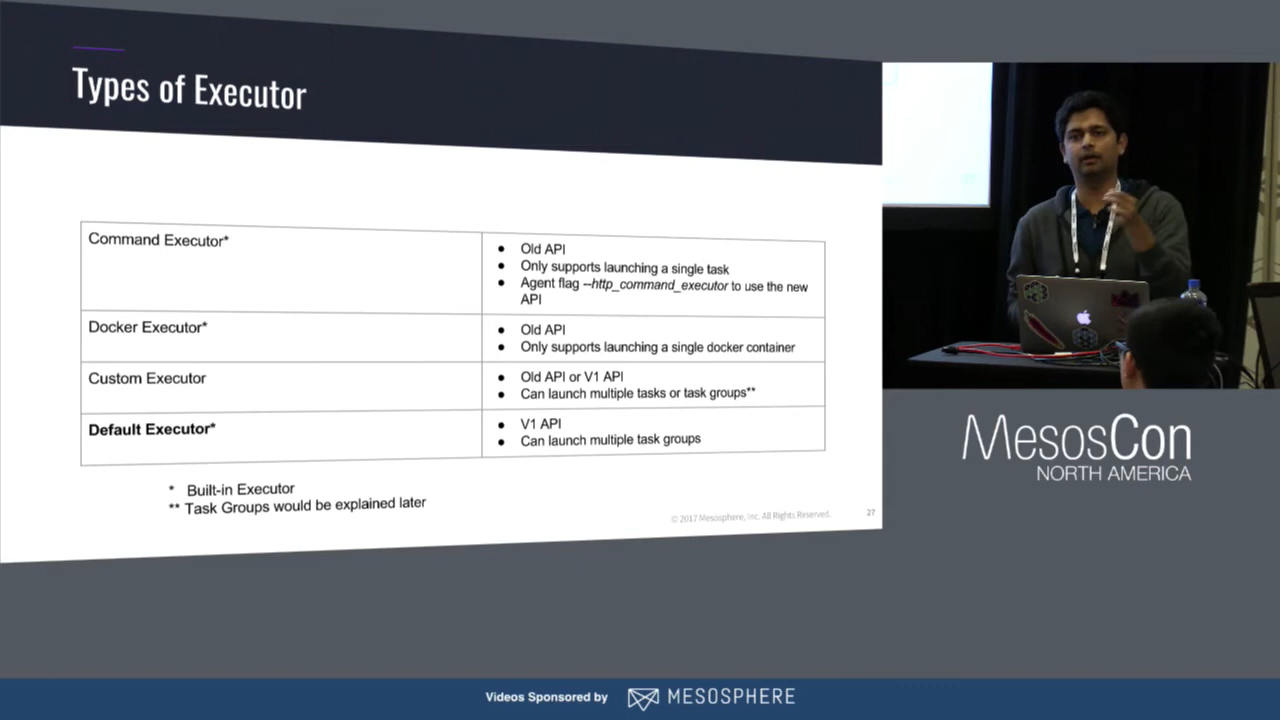 Types of Executor
Command Executor*
• Old API
• Only supports launching a single task
• Agent flag --http_command_executor to use the new
API
Docker Executor*
• Old API
• Only supports launching a single docker container
Custom Executor
• Old API or V1 API
• Can launch multiple tasks or task groups**
Default Executor*
• V1 API
• Can launch multiple task groups
* Built-in Executor
** Task Groups would be explained later
© 2017 Mesosphere, Inc. All Rights Reserved.
27
MesosCon
NORTH AMERICA
Videos Sponsored by
MESOSPHERE